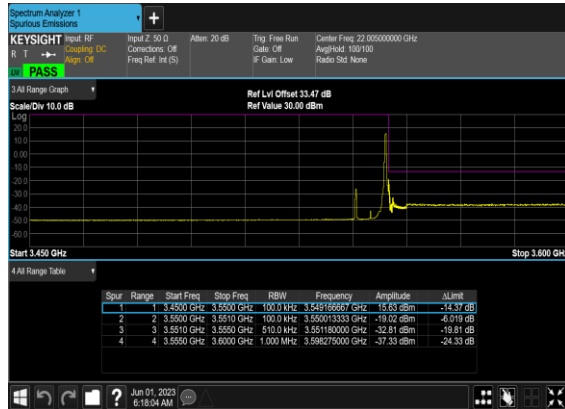 Spectrum Analyzer 1
Spurious Emissions
+
KEYSIGHT Input: RF Input Z: 50 Ω Atten: 20 dB Trig: Free Run Center Freq: 22.005000000 GHz
R T Coupling: DC Corrections: Off Gate: Off Avg|Hold: 100/100
Align: Off Freq Ref: Int (S) IF Gain: Low Radio Std: None
PASS
3 All Range Graph Ref Lvl Offset 33.47 dB
Scale/Div 10.0 dB Ref Value 30.00 dBm
Log
20.0
10.0
0.00
-10.0
-20.0
-30.0
-40.0
-50.0
-60.0
Start 3.450 GHz Stop 3.600 GHz
4 All Range Table
Spur Range Start Freq Stop Freq RBW Frequency Amplitude ΔLimit
1 1 3.4500 GHz 3.5500 GHz 100.0 kHz 3.549166667 GHz 15.63 dBm -14.37 dB
2 2 3.5500 GHz 3.5510 GHz 100.0 kHz 3.550013333 GHz -19.02 dBm -6.019 dB
3 3 3.5510 GHz 3.5550 GHz 510.0 kHz 3.551180000 GHz -32.81 dBm -19.81 dB
4 4 3.5550 GHz 3.6000 GHz 1.000 MHz 3.598275000 GHz -37.33 dBm -24.33 dB
? Jun 01, 2023
6:18:04 AM